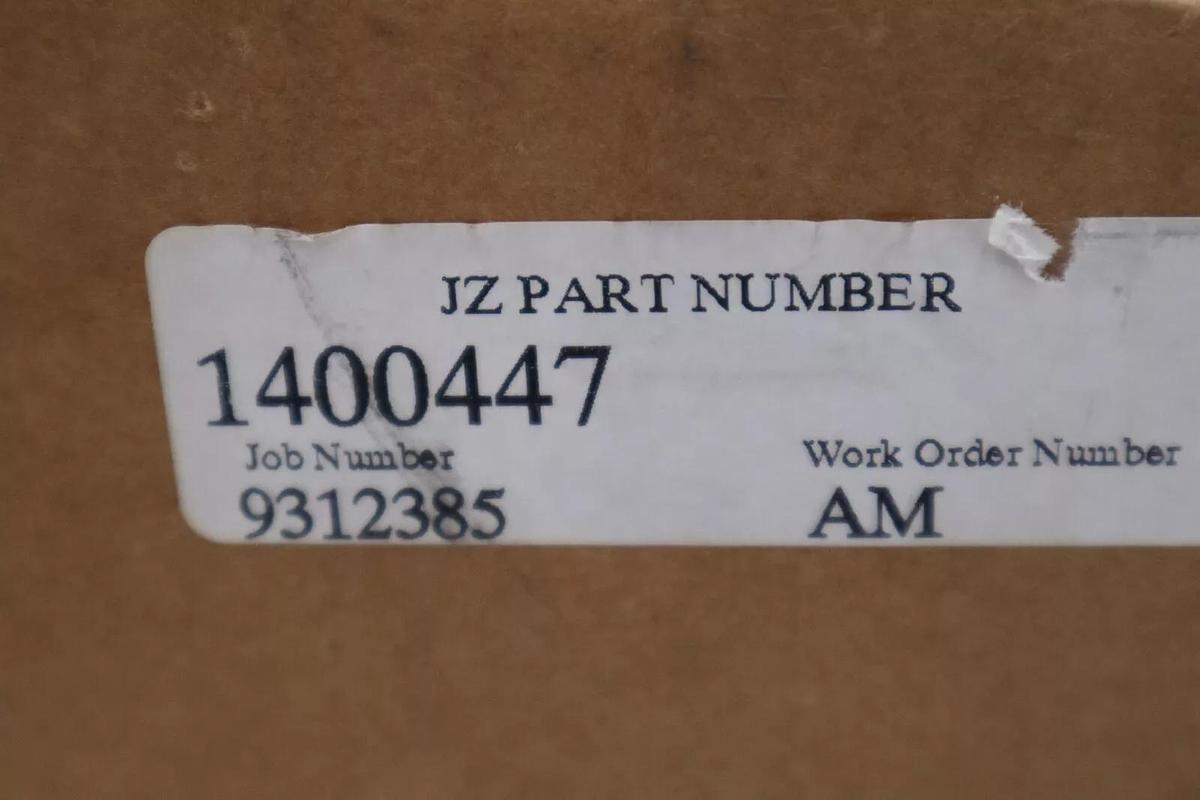 JZ PART NUMBER
1400447
Job Number Work Order Number
9312385 AM